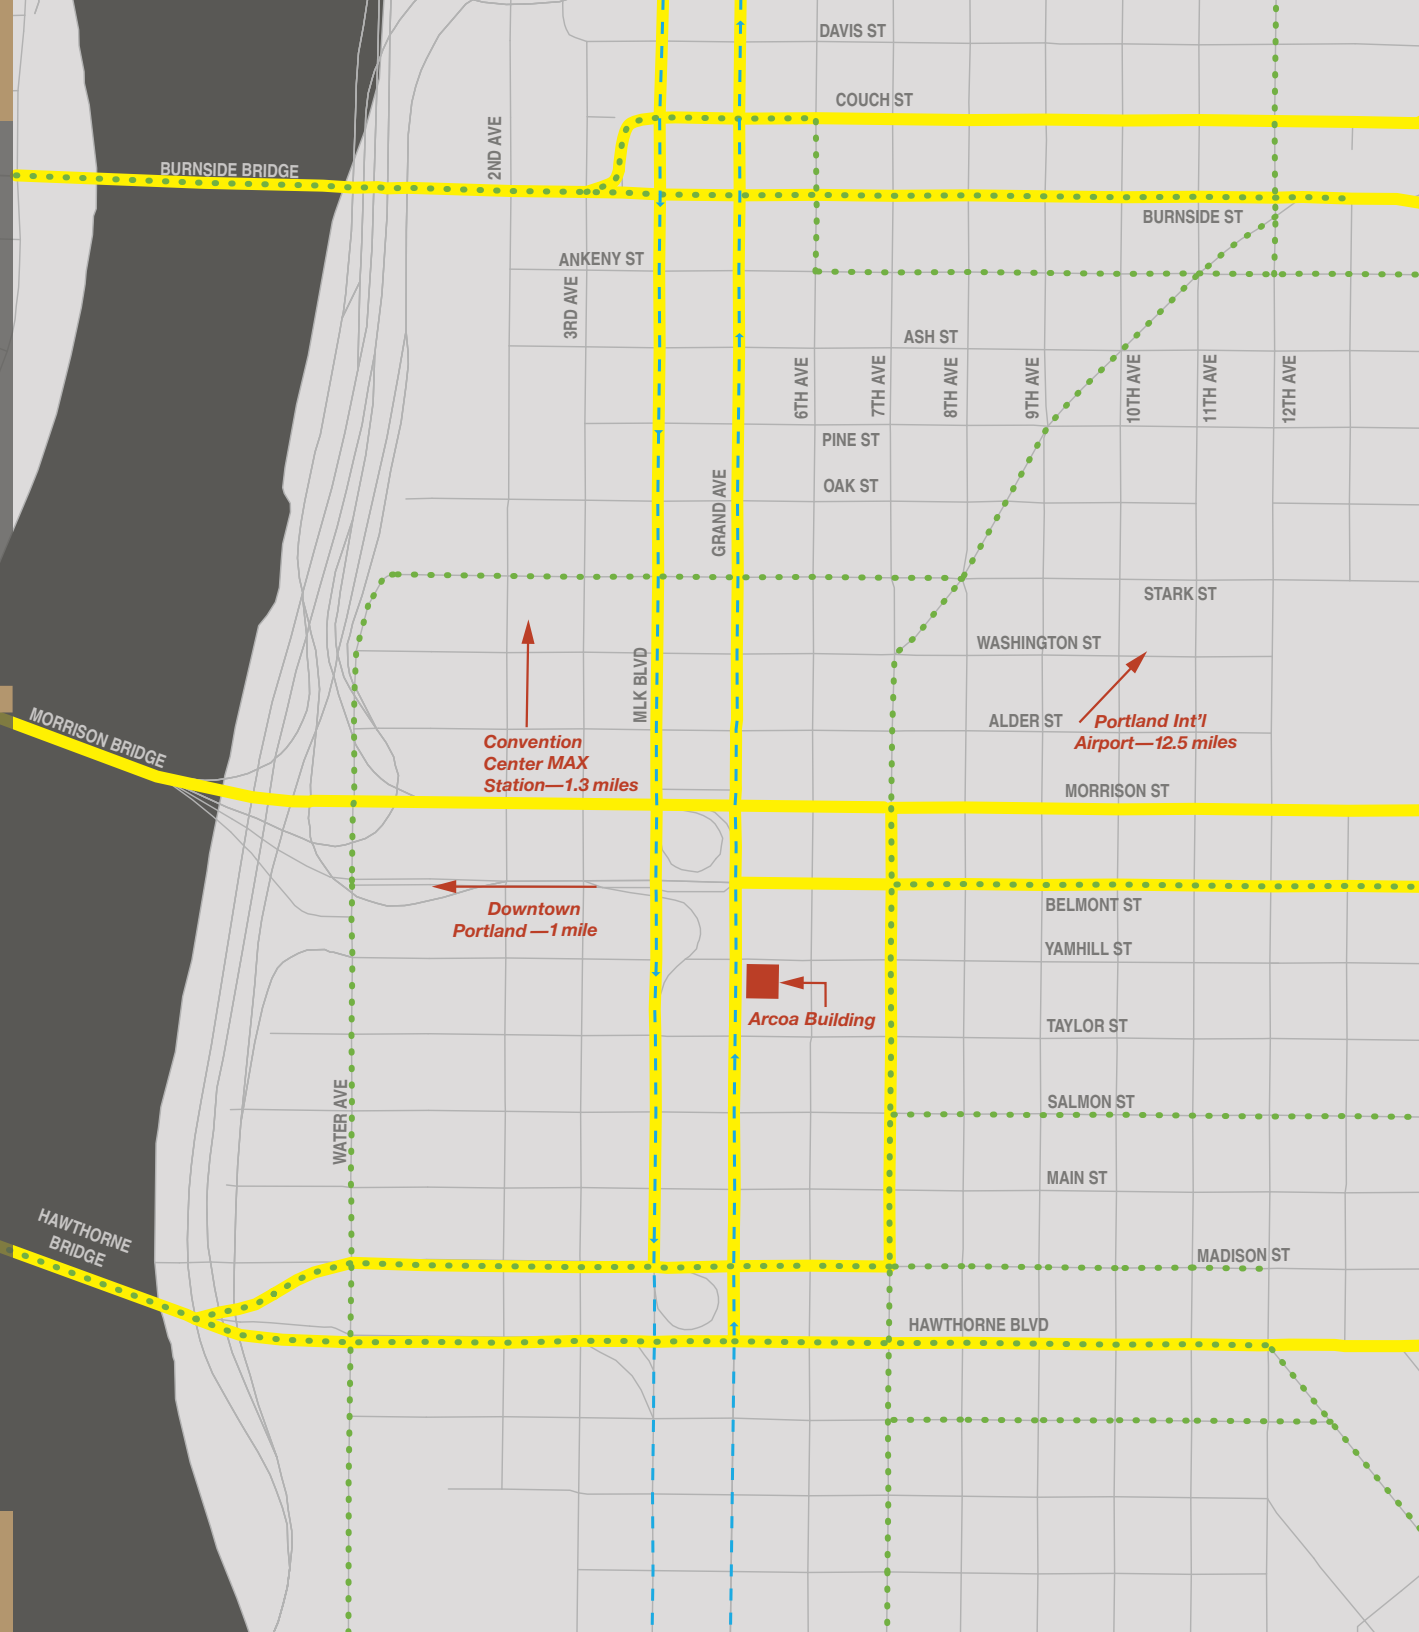 DAVIS ST
COUCH ST
2ND AVE
BURNSIDE BRIDGE
BURNSIDE ST
ANKENY ST
3RD AVE
ASH ST
6TH AVE
7TH AVE
8TH AVE
9TH AVE
10TH AVE
11TH AVE
12TH AVE
PINE ST
GRAND AVE
OAK ST
STARK ST
WASHINGTON ST
MLK BLVD
ALDER ST
Portland Int'l
Airport—12.5 miles
MORRISON BRIDGE
Convention
Center MAX
Station—1.3 miles
MORRISON ST
Downtown
Portland —1 mile
BELMONT ST
YAMHILL ST
Arcoa Building
TAYLOR ST
WATER AVE
SALMON ST
MAIN ST
HAWTHORNE
BRIDGE
MADISON ST
HAWTHORNE BLVD